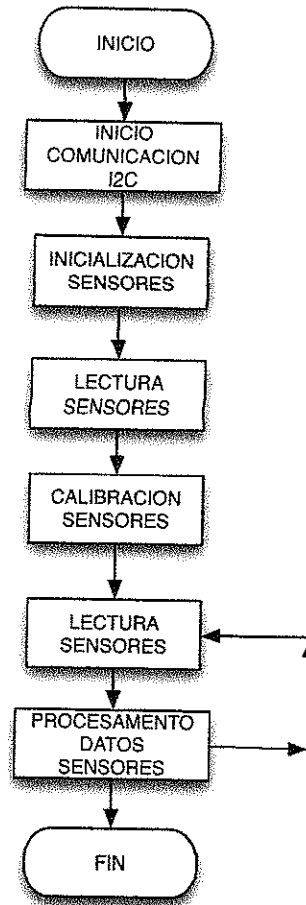 INICIO
INICIO
COMUNICACION
I2C
INICIALIZACION
SENSORES
LECTURA
SENSORES
CALIBRACION
SENSORES
LECTURA
SENSORES
PROCESAMENTO
DATOS
SENSORES
FIN